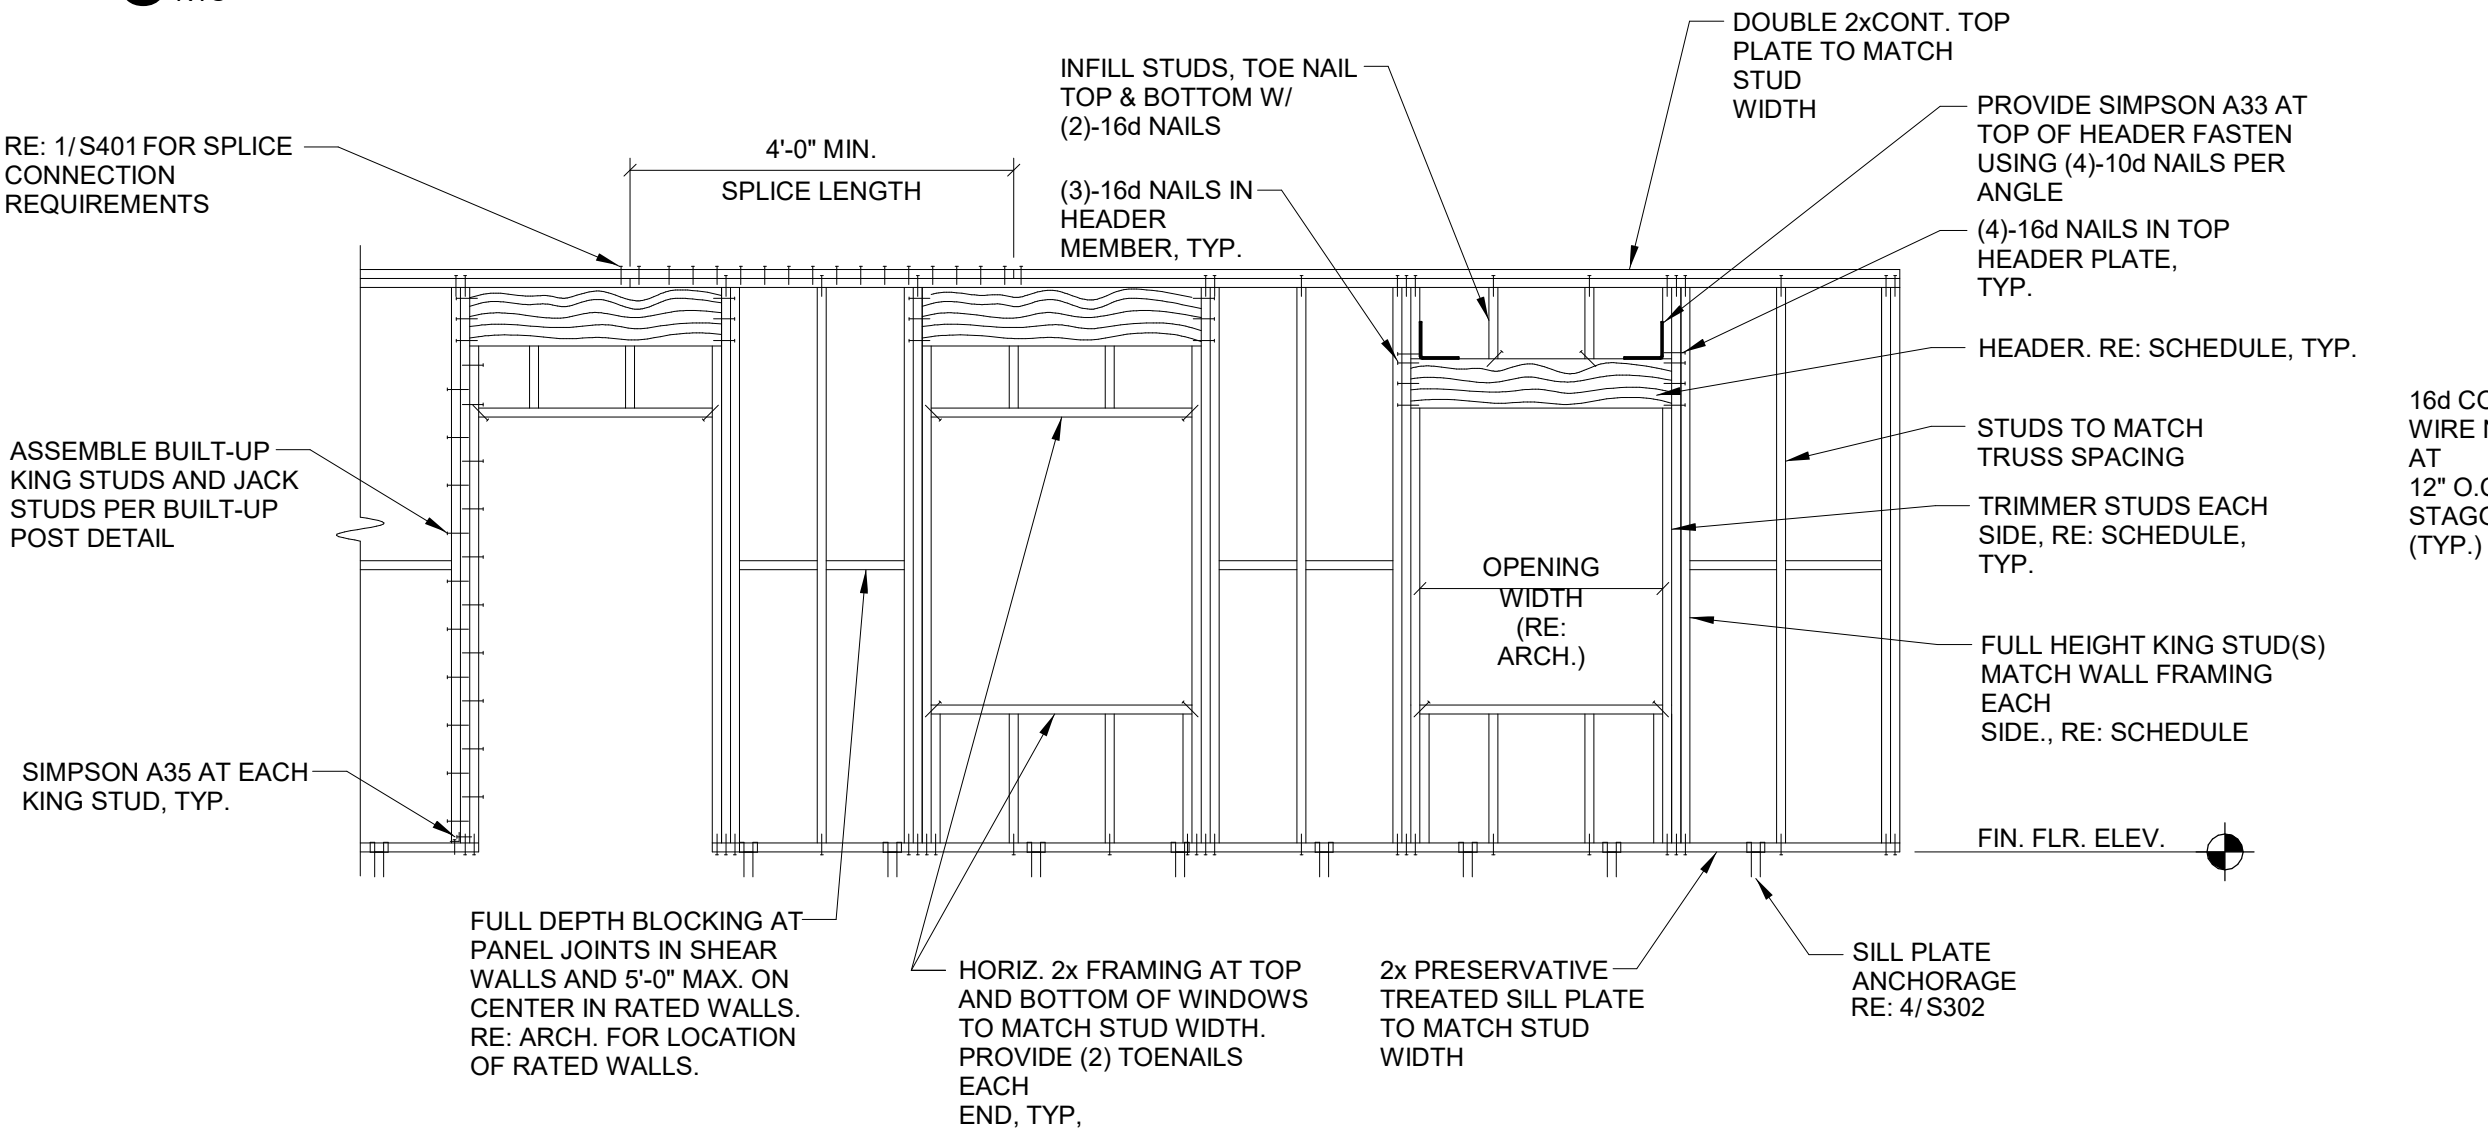 DOUBLE 2xCONT. TOP
PLATE TO MATCH
STUD
WIDTH
INFILL STUDS, TOE NAIL
TOP & BOTTOM W/
(2)-16d NAILS
PROVIDE SIMPSON A33 AT
TOP OF HEADER FASTEN
USING (4)-10d NAILS PER
ANGLE
RE: 1/S401 FOR SPLICE
CONNECTION
REQUIREMENTS
4'-0" MIN.
SPLICE LENGTH
(3)-16d NAILS IN
HEADER
MEMBER, TYP.
(4)-16d NAILS IN TOP
HEADER PLATE,
TYP.
HEADER. RE: SCHEDULE, TYP.
STUDS TO MATCH
TRUSS SPACING
16d
WIRE
AT
12"
(TYP.)
ASSEMBLE BUILT-UP
KING STUDS AND JACK
STUDS PER BUILT-UP
POST DETAIL
TRIMMER STUDS EACH
SIDE, RE: SCHEDULE,
TYP.
OPENING
WIDTH
(RE:
ARCH.)
FULL HEIGHT KING STUD(S)
MATCH WALL FRAMING
EACH
SIDE., RE: SCHEDULE
SIMPSON A35 AT EACH
KING STUD, TYP.
FIN. FLR. ELEV.
FULL DEPTH BLOCKING AT
PANEL JOINTS IN SHEAR
WALLS AND 5'-0" MAX. ON
CENTER IN RATED WALLS.
RE: ARCH. FOR LOCATION
OF RATED WALLS.
HORIZ. 2x FRAMING AT TOP
AND BOTTOM OF WINDOWS
TO MATCH STUD WIDTH.
PROVIDE (2) TOENAILS
EACH
END, TYP,
2x PRESERVATIVE
TREATED SILL PLATE
TO MATCH STUD
WIDTH
SILL PLATE
ANCHORAGE
RE: 4/S302